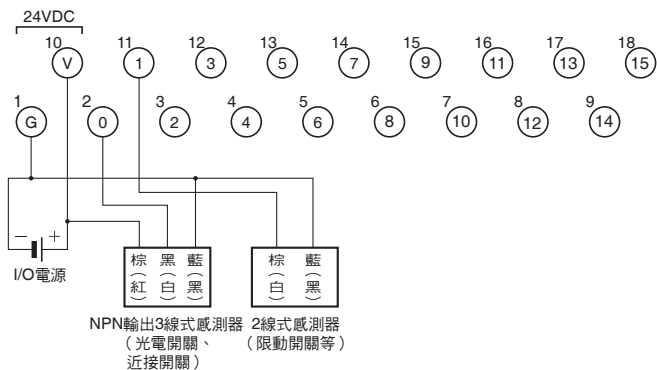 24VDC
10 11 12 13 14 15 16 17 18
V 1 3 5 7 9 11 13 15
1 2 3 4 5 6 7 8 9
G 0 2 4 6 8 10 12 14
− +
I/O電源
棕(紅) 黑(白) 藍(黑)
棕(白) 藍(黑)
NPN輸出3線式感測器
(光電開關、
近接開關)
2線式感測器
(限動開關等)